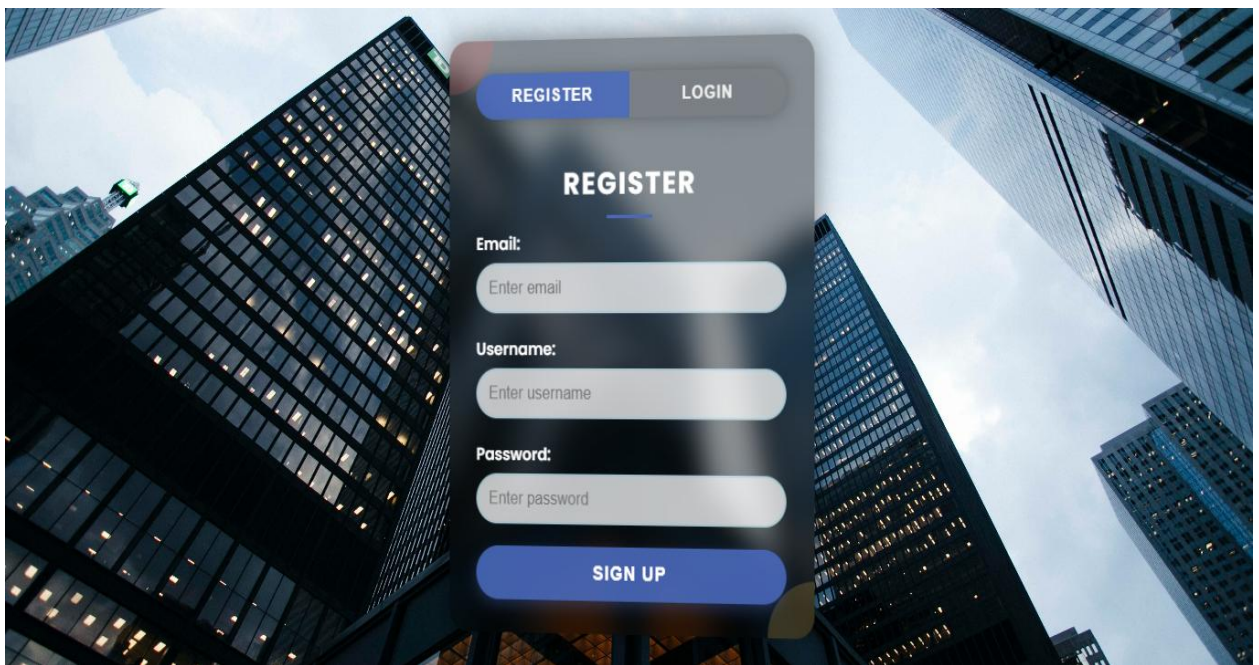 REGISTER LOGIN
REGISTER
Email:
Enter email
Username:
Enter username
Password:
Enter password
SIGN UP